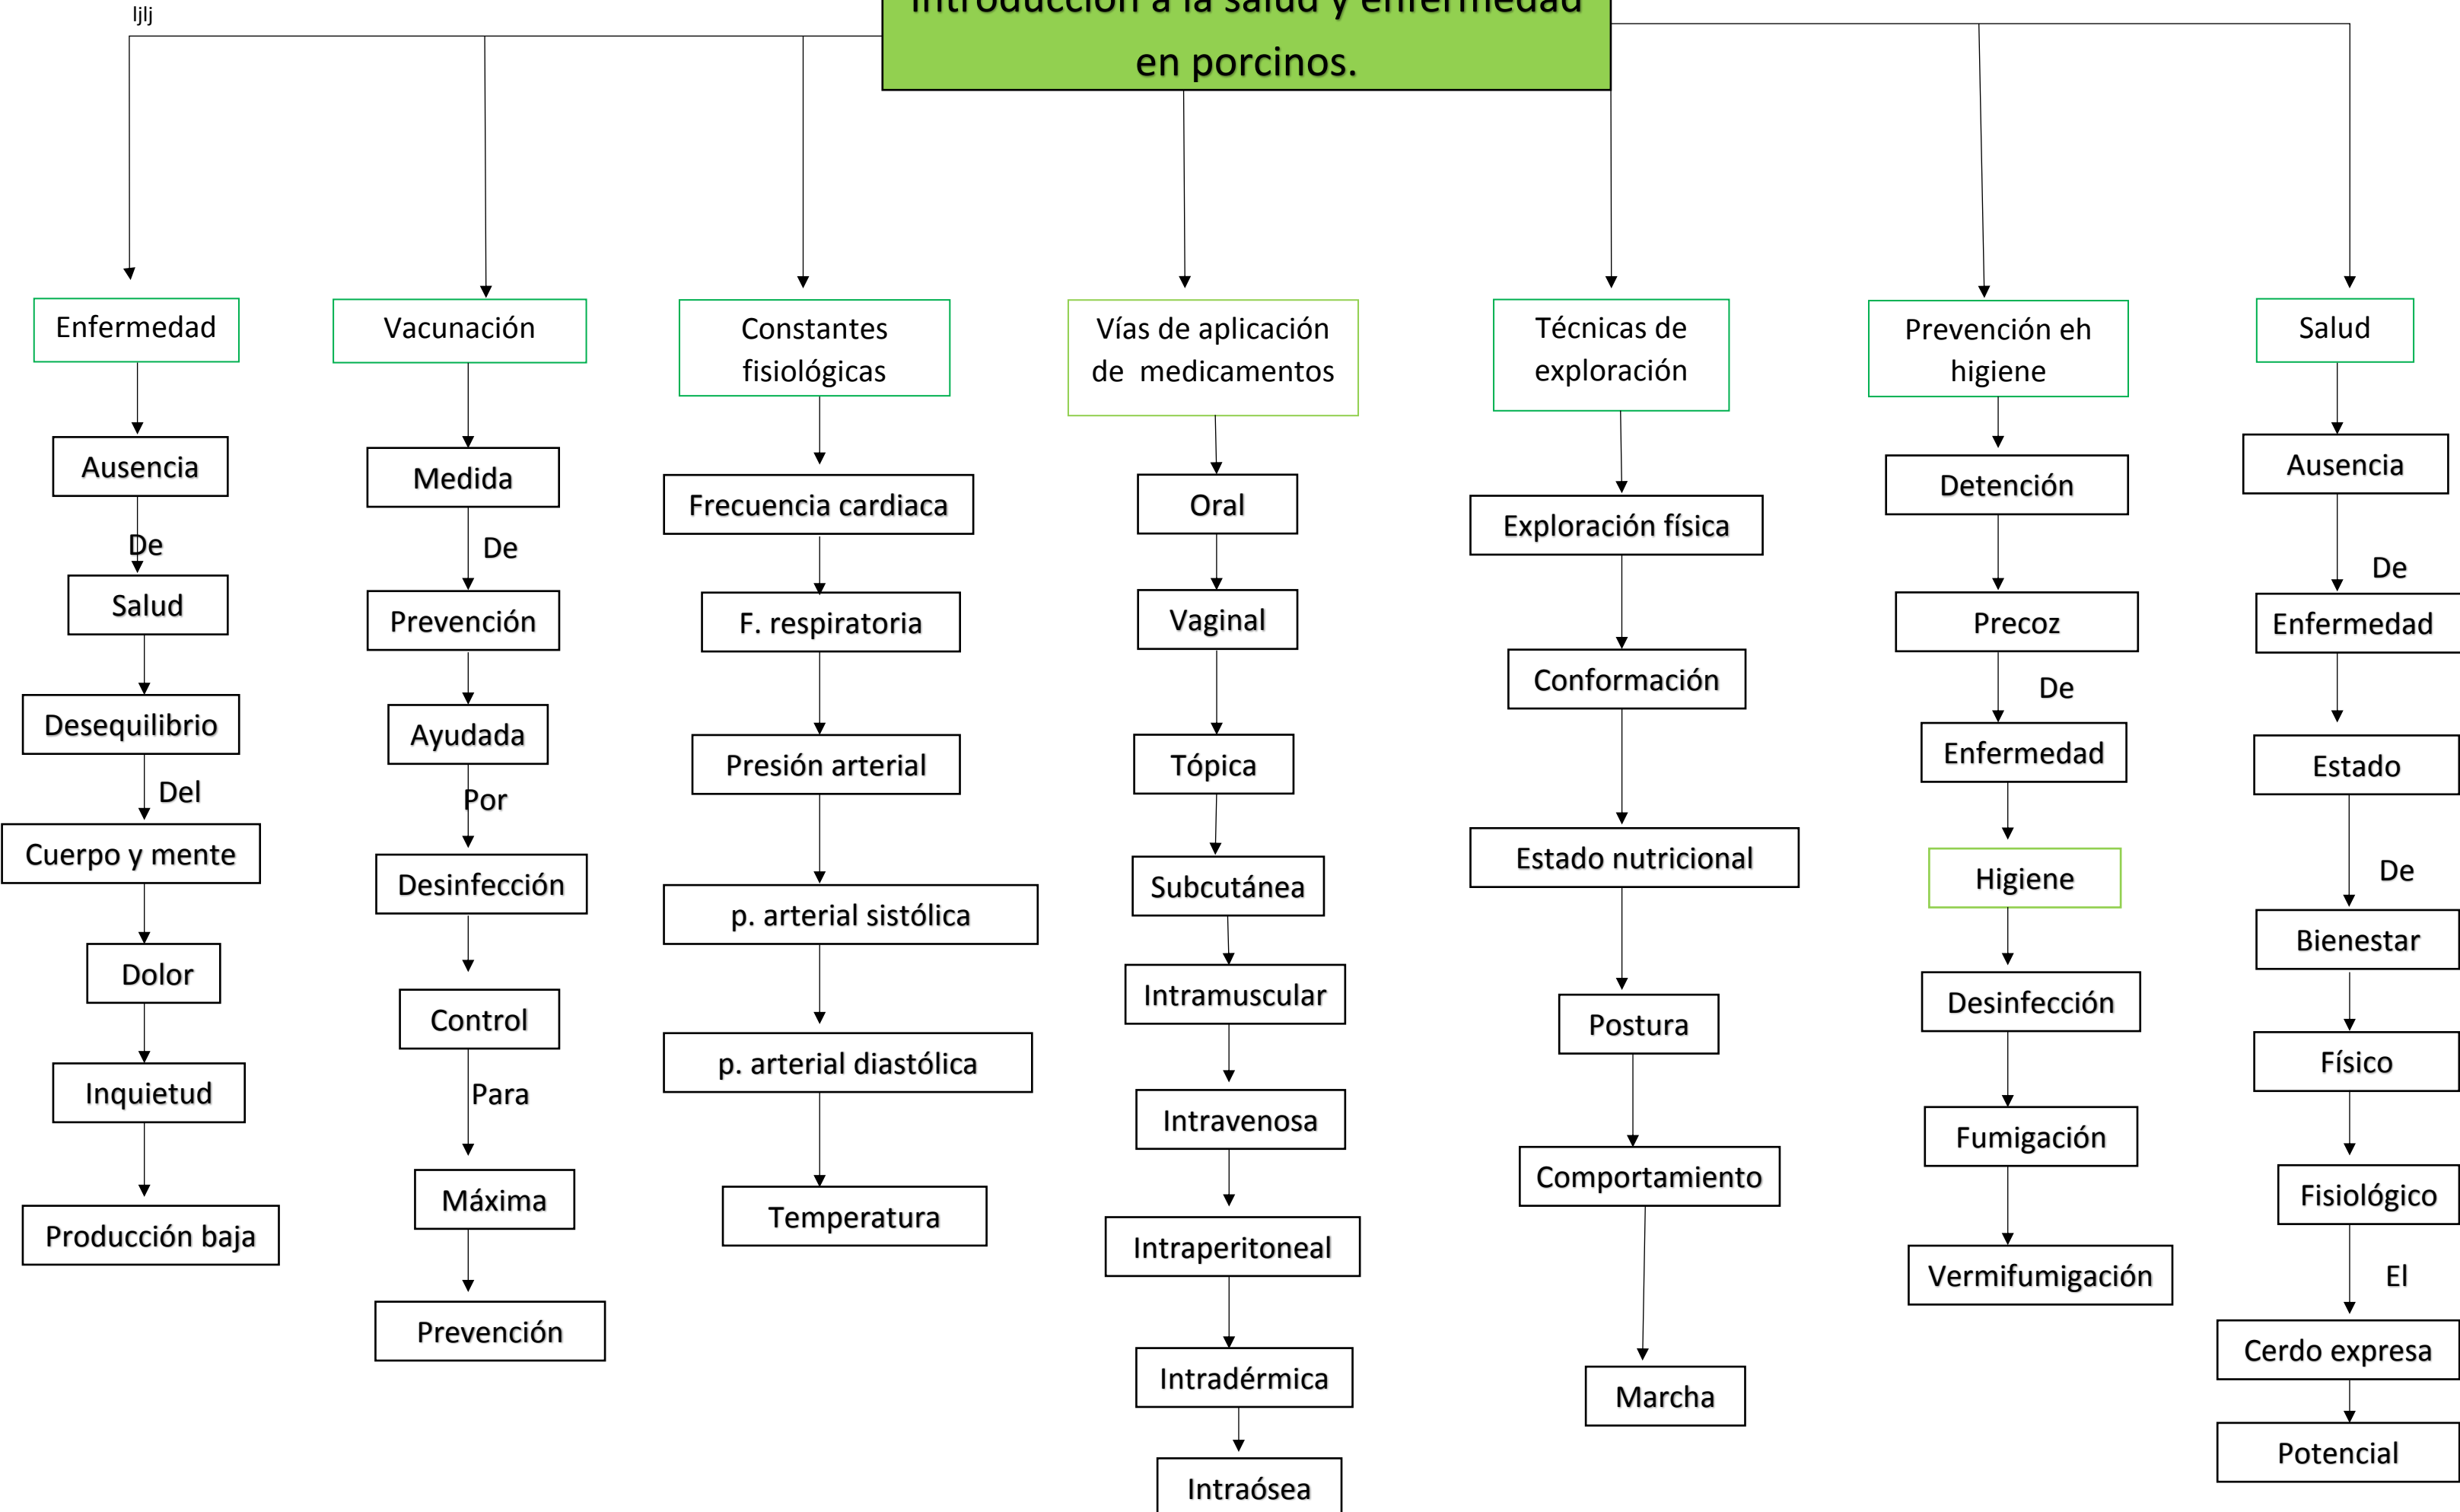 ljlj
Introducción a la salud y enfermedad
en porcinos.
Enfermedad
Ausencia
De
Salud
Desequilibrio
Del
Cuerpo y mente
Dolor
Inquietud
Producción baja
Vacunación
Medida
De
Prevención
Ayudada
Por
Desinfección
Control
Para
Máxima
Prevención
Constantes
fisiológicas
Frecuencia cardiaca
F. respiratoria
Presión arterial
p. arterial sistólica
p. arterial diastólica
Temperatura
Vías de aplicación
de medicamentos
Oral
Vaginal
Tópica
Subcutánea
Intramuscular
Intravenosa
Intraperitoneal
Intradérmica
Intraósea
Técnicas de
exploración
Exploración física
Conformación
Estado nutricional
Postura
Comportamiento
Marcha
Prevención eh
higiene
Detención
Precoz
De
Enfermedad
Higiene
Desinfección
Fumigación
Vermifumigación
Salud
Ausencia
De
Enfermedad
Estado
De
Bienestar
Físico
Fisiológico
El
Cerdo expresa
Potencial